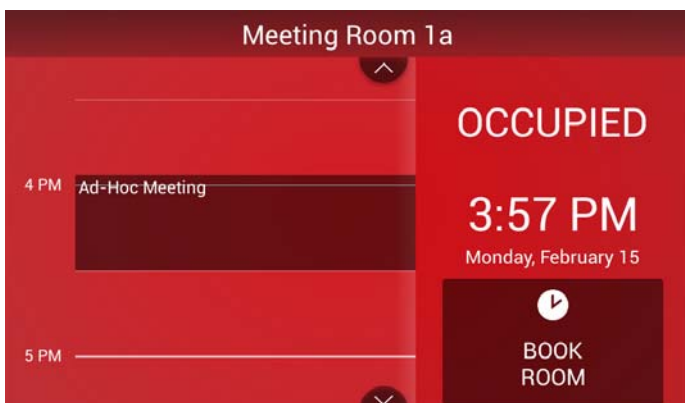 Meeting Room 1a
OCCUPIED
4 PM
Ad-Hoc Meeting
3:57 PM
Monday, February 15
5 PM
BOOK
ROOM